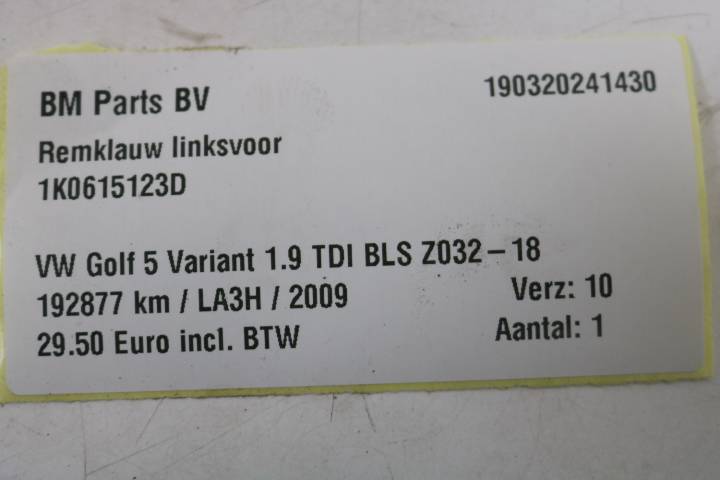 BM Parts BV 190320241430
Remklauw linksvoor
1K0615123D
VW Golf 5 Variant 1.9 TDI BLS Z032-18
192877 km / LA3H / 2009 Verz: 10
29.50 Euro incl. BTW Aantal: 1